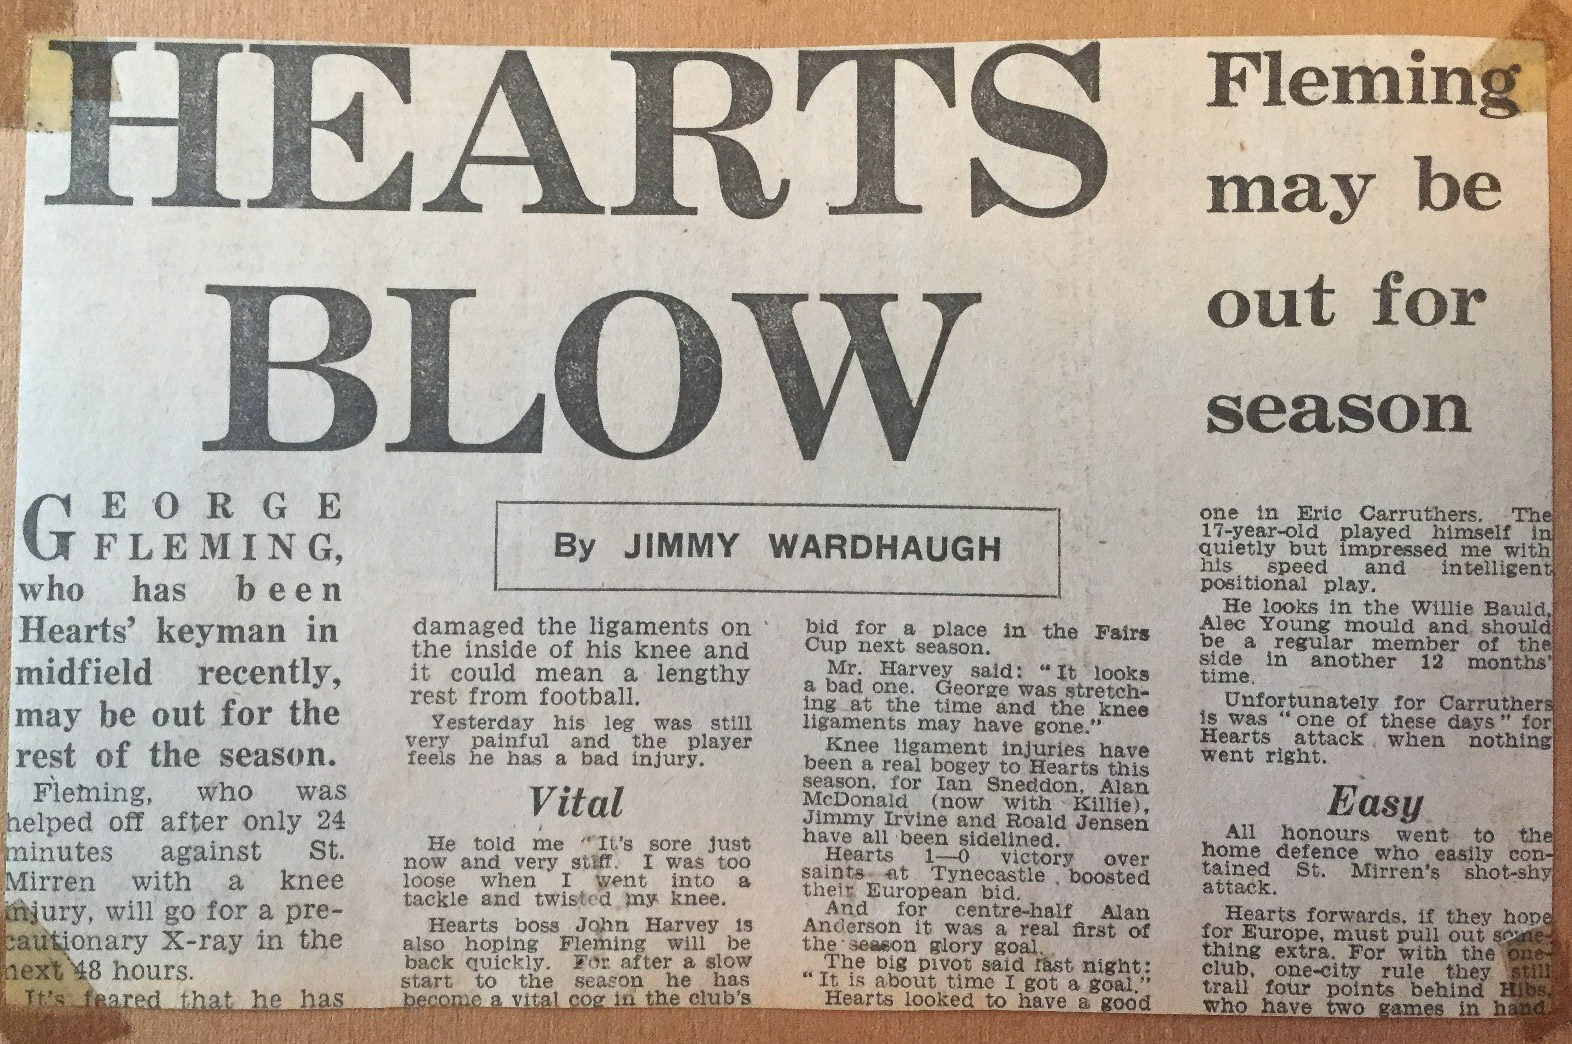 HEARTS
BLOW
Fleming
may be
out for
season
By JIMMY WARDHAUGH
GEORGE
FLEMING,
who has been
Hearts' keyman in
midfield recently,
may be out for the
rest of the season.
Fleming, who was
helped off after only 24
minutes against St.
Mirren with a knee
injury, will go for a pre-
cautionary X-ray in the
next 48 hours.
It's feared that he has
damaged the ligaments on
the inside of his knee and
it could mean a lengthy
rest from football.
Yesterday his leg was still
very painful and the player
feels he has a bad injury.
Vital
He told me "It's sore just
now and very stiff. I was too
loose when I went into a
tackle and twisted my knee.
Hearts boss John Harvey is
also hoping Fleming will be
back quickly. For after a slow
start to the season he has
become a vital cog in the club's
bid for a place in the Fairs
Cup next season.
Mr. Harvey said: "It looks
a bad one. George was stretch-
ing at the time and the knee
ligaments may have gone."
Knee ligament injuries have
been a real bogey to Hearts this
season, for Ian Sneddon, Alan
McDonald (now with Killie),
Jimmy Irvine and Roald Jensen
have all been sidelined.
Hearts 1—0 victory over
saints at Tynecastle boosted
their European bid.
And for centre-half Alan
Anderson it was a real first of
the season glory goal.
The big pivot said last night:
"It is about time I got a goal."
Hearts looked to have a good
one in Eric Carruthers. The
17-year-old played himself in
quietly but impressed me with
his speed and intelligent
positional play.
He looks in the Willie Bauld,
Alec Young mould and should
be a regular member of the
side in another 12 months'
time.
Unfortunately for Carruthers
is was "one of these days" for
Hearts attack when nothing
went right.
Easy
All honours went to the
home defence who easily con-
tained St. Mirren's shot-shy
attack.
Hearts forwards, if they hope
for Europe, must pull out some-
thing extra. For with the one-
club, one-city rule they still
trail four points behind Hibs,
who have two games in hand.